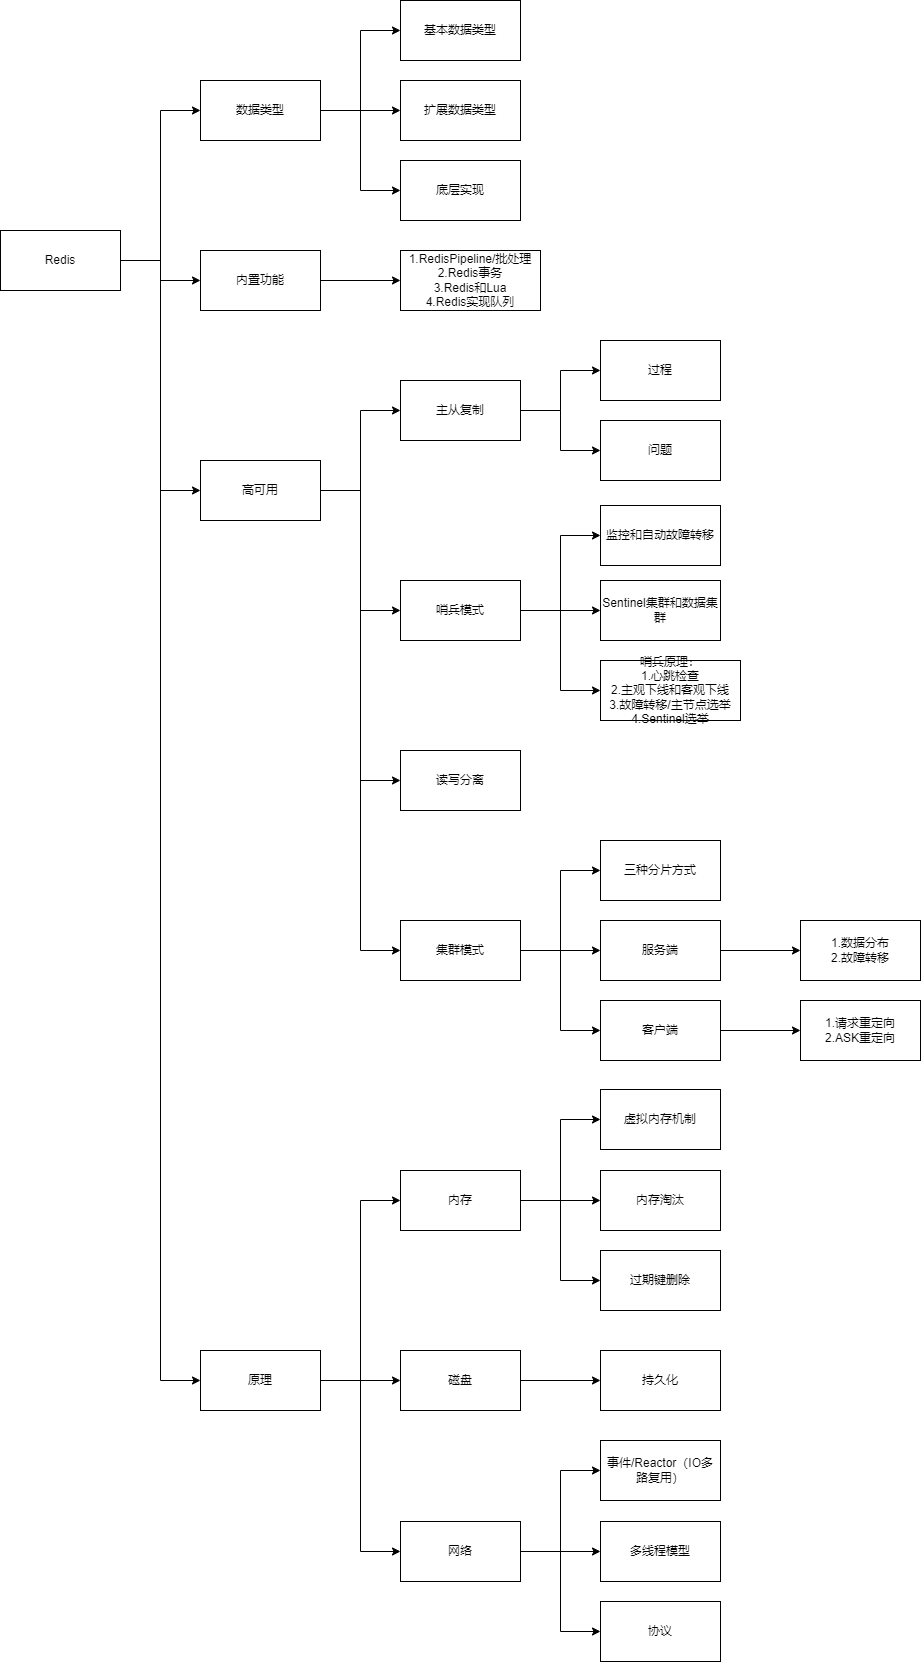 基本数据类型
数据类型
扩展数据类型
底层实现
Redis
内置功能
1.RedisPipeline/批处理
2.Redis事务
3.Redis和Lua
4.Redis实现队列
高可用
主从复制
过程
问题
哨兵模式
监控和自动故障转移
Sentinel集群和数据集
群
哨兵原理：
1.心跳检查
2.主观下线和客观下线
3.故障转移/主节点选举
4.Sentinel选举
读写分离
集群模式
三种分片方式
服务端
1.数据分布
2.故障转移
客户端
1.请求重定向
2.ASK重定向
原理
内存
虚拟内存机制
内存淘汰
过期键删除
磁盘
持久化
网络
事件/Reactor（IO多
路复用）
多线程模型
协议